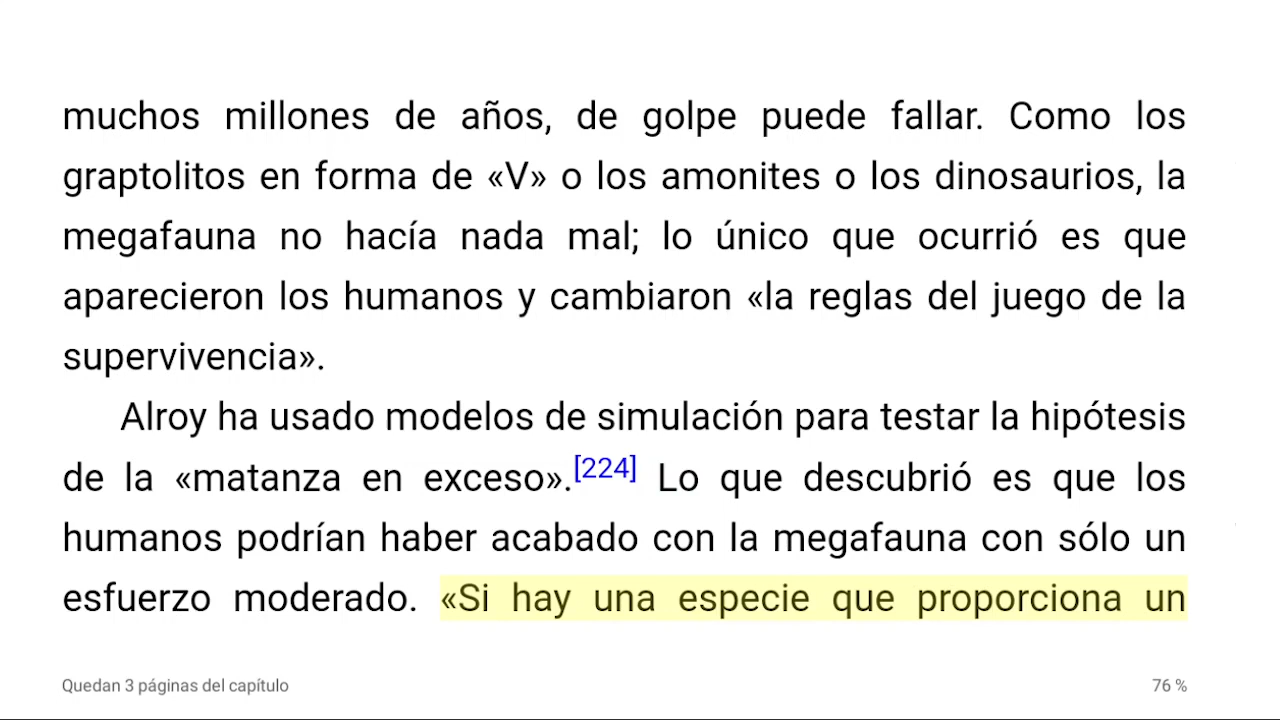 muchos millones de años, de golpe puede fallar. Como los
graptolitos en forma de «V» o los amonites o los dinosaurios, la
megafauna no hacía nada mal; lo único que ocurrió es que
aparecieron los humanos y cambiaron «la reglas del juego de la
supervivencia».
Alroy ha usado modelos de simulación para testar la hipótesis
de la «matanza en exceso».[224] Lo que descubrió es que los
humanos podrían haber acabado con la megafauna con sólo un
esfuerzo moderado. «Si hay una especie que proporciona un
Quedan 3 páginas del capítulo
76 %